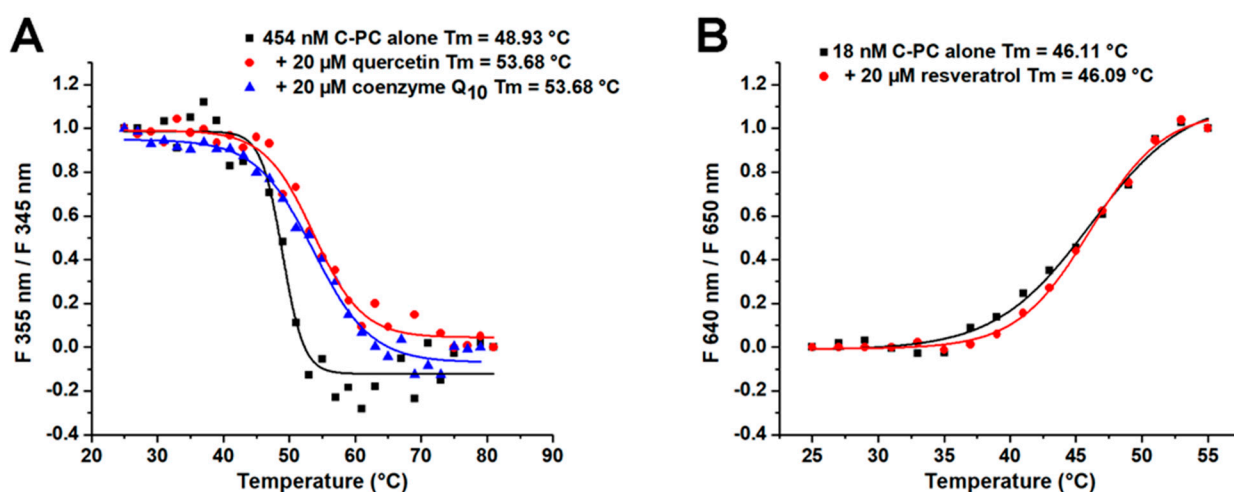 A
454 nM C-PC alone Tm = 48.93 °C
+ 20 µM quercetin Tm = 53.68 °C
+ 20 µM coenzyme Q10 Tm = 53.68 °C
F 355 nm / F 345 nm
1.2
1.0
0.8
0.6
0.4
0.2
0.0
-0.2
-0.4
20 30 40 50 60 70 80 90
Temperature (°C)
B
18 nM C-PC alone Tm = 46.11 °C
+ 20 µM resveratrol Tm = 46.09 °C
F 640 nm / F 650 nm
1.2
1.0
0.8
0.6
0.4
0.2
0.0
-0.2
-0.4
25 30 35 40 45 50 55
Temperature (°C)